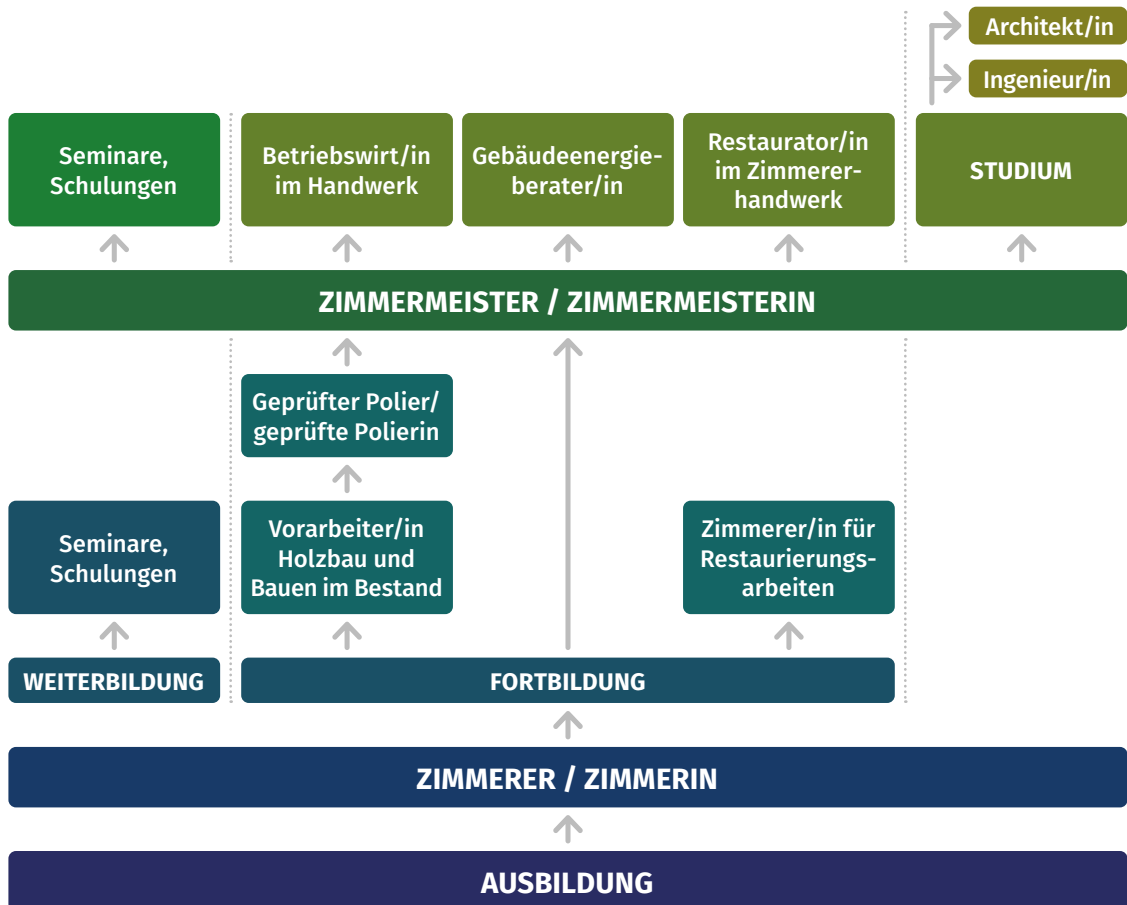 Architekt/in
Ingenieur/in
Seminare,
Schulungen
Betriebswirt/in
im Handwerk
Gebäudeenergie-
berater/in
Restaurator/in
im Zimmerer-
handwerk
STUDIUM
ZIMMERMEISTER / ZIMMERMEISTERIN
Geprüfter Polier/
geprüfte Polierin
Seminare,
Schulungen
Vorarbeiter/in
Holzbau und
Bauen im Bestand
Zimmerer/in für
Restaurierungs-
arbeiten
WEITERBILDUNG
FORTBILDUNG
ZIMMERER / ZIMMERIN
AUSBILDUNG